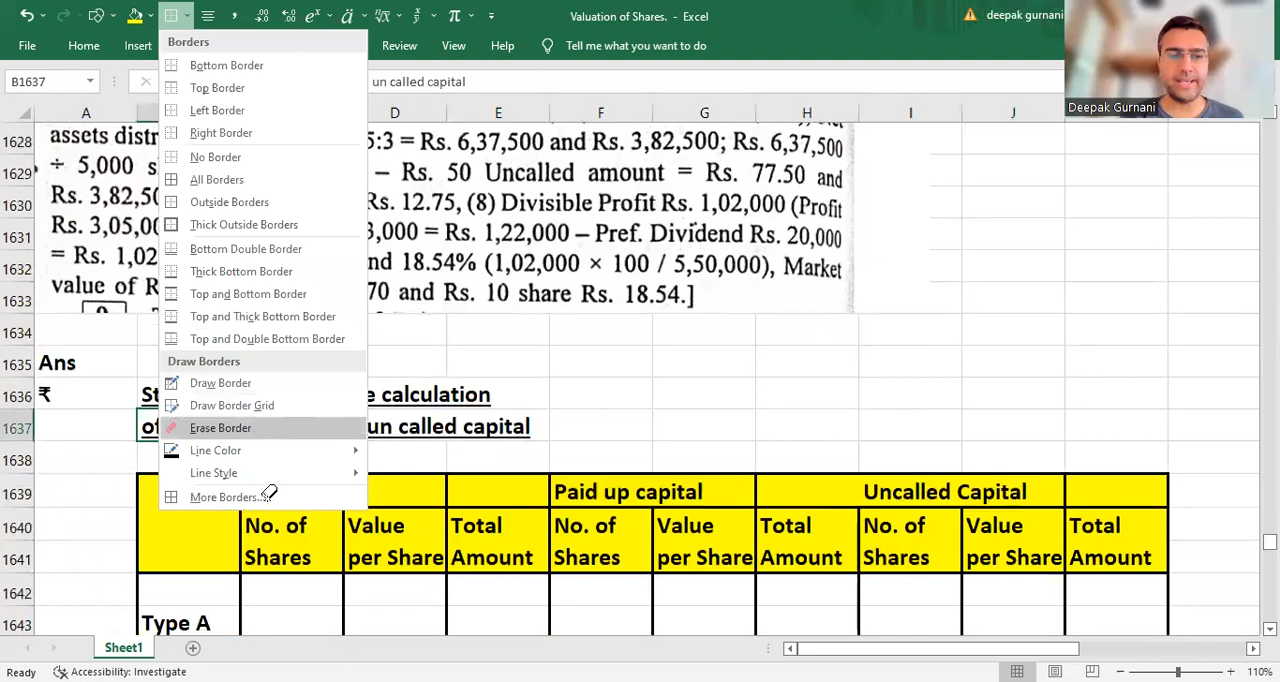 Valuation of Shares. - Excel
deepak gurnani
File Home Insert Review View Help Tell me what you want to do
B1637 un called capital
Deepak Gurnani
Borders
Bottom Border
Top Border
Left Border
Right Border
No Border
All Borders
Outside Borders
Thick Outside Borders
Bottom Double Border
Thick Bottom Border
Top and Bottom Border
Top and Thick Bottom Border
Top and Double Bottom Border
Draw Borders
Draw Border
Draw Border Grid
Erase Border
Line Color
Line Style
More Borders...
A D E F G H I J
1628 assets distr 5:3 = Rs. 6,37,500 and Rs. 3,82,500; Rs. 6,37,500
1629 ÷ 5,000 s – Rs. 50 Uncalled amount = Rs. 77.50 and
1630 Rs. 3,82,50 Rs. 12.75, (8) Divisible Profit Rs. 1,02,000 (Profit
1631 Rs. 3,05,00 3,000 = Rs. 1,22,000 – Pref. Dividend Rs. 20,000
1632 = Rs. 1,02 nd 18.54% (1,02,000 × 100 / 5,50,000), Market
1633 value of R 70 and Rs. 10 share Rs. 18.54.]
1634
1635 Ans
1636 ₹ St e calculation
1637 of un called capital
1638
1639 Paid up capital Uncalled Capital
1640 No. of Value Total No. of Value Total No. of Value Total
1641 Shares per Share Amount Shares per Share Amount Shares per Share Amount
1642
1643 Type A
Sheet1
Ready Accessibility: Investigate 110%